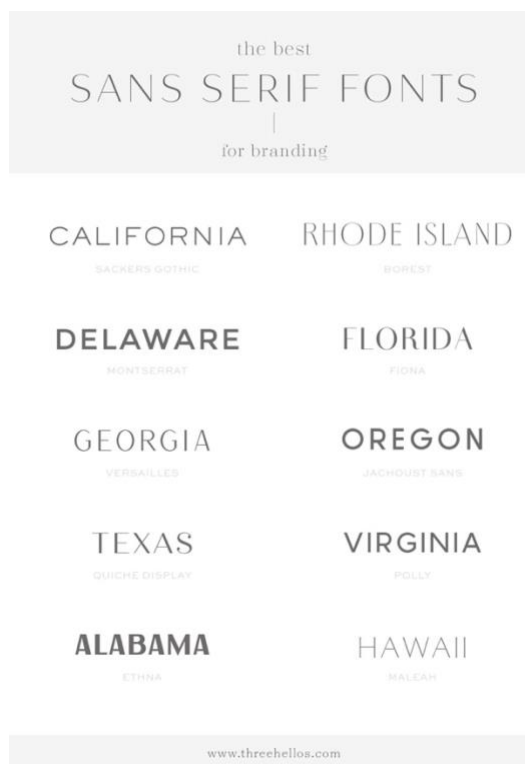 the best
SANS SERIF FONTS
for branding
CALIFORNIA
SACKERS GOTHIC
RHODE ISLAND
BOREST
DELAWARE
MONTSERRAT
FLORIDA
FIONA
GEORGIA
VERSAILLES
OREGON
JACHOUST SANS
TEXAS
QUICHE DISPLAY
VIRGINIA
POLLY
ALABAMA
ETHNA
HAWAII
MALEAH
www.threehellos.com